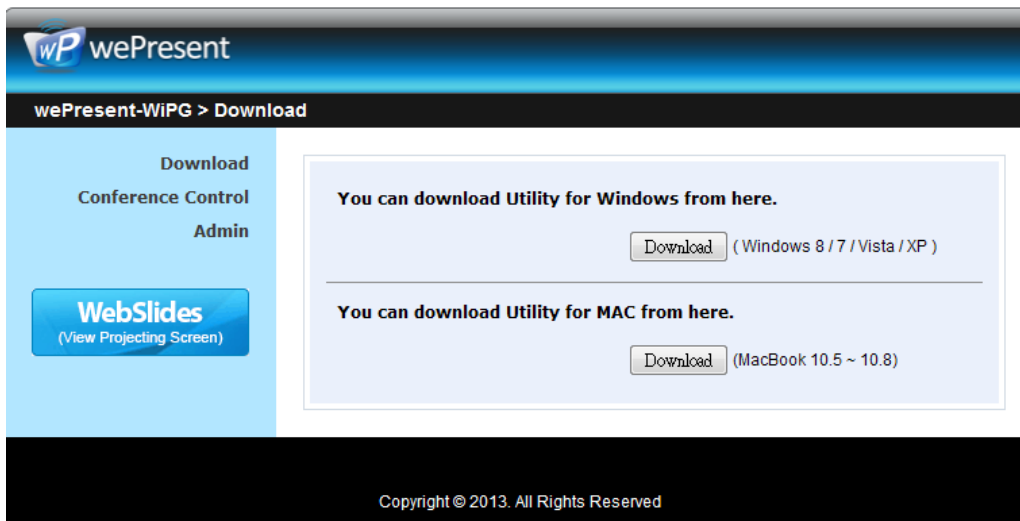 wP wePresent
wePresent-WiPG > Download
Download
Conference Control
Admin
WebSlides
(View Projecting Screen)
You can download Utility for Windows from here.
Download ( Windows 8 / 7 / Vista / XP )
You can download Utility for MAC from here.
Download (MacBook 10.5 ~ 10.8)
Copyright © 2013. All Rights Reserved